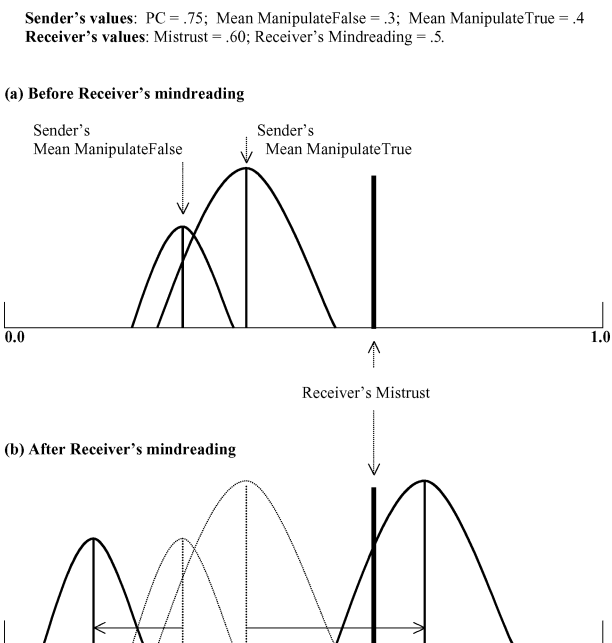 Sender's values: PC = .75; Mean ManipulateFalse = .3; Mean ManipulateTrue = .4
Receiver's values: Mistrust = .60; Receiver's Mindreading = .5.
(a) Before Receiver's mindreading
Sender's
Mean ManipulateFalse
Sender's
Mean ManipulateTrue
0.0
1.0
Receiver's Mistrust
(b) After Receiver's mindreading